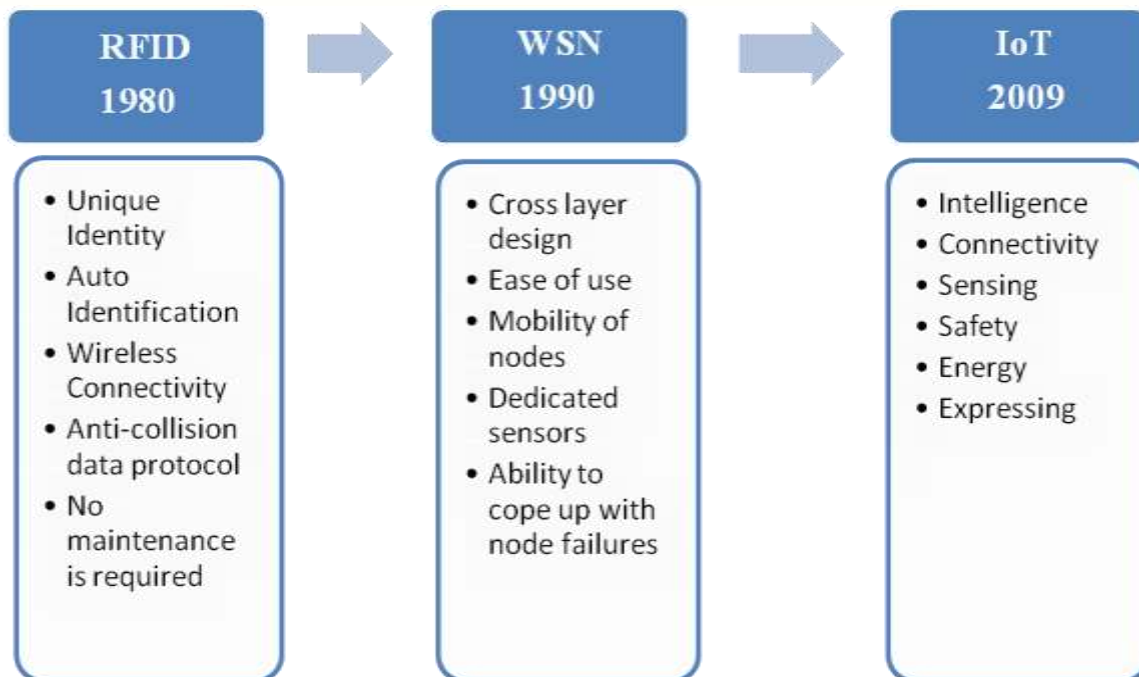 RFID
1980
• Unique
Identity
• Auto
Identification
• Wireless
Connectivity
• Anti-collision
data protocol
• No
maintenance
is required
WSN
1990
• Cross layer
design
• Ease of use
• Mobility of
nodes
• Dedicated
sensors
• Ability to
cope up with
node failures
IoT
2009
• Intelligence
• Connectivity
• Sensing
• Safety
• Energy
• Expressing